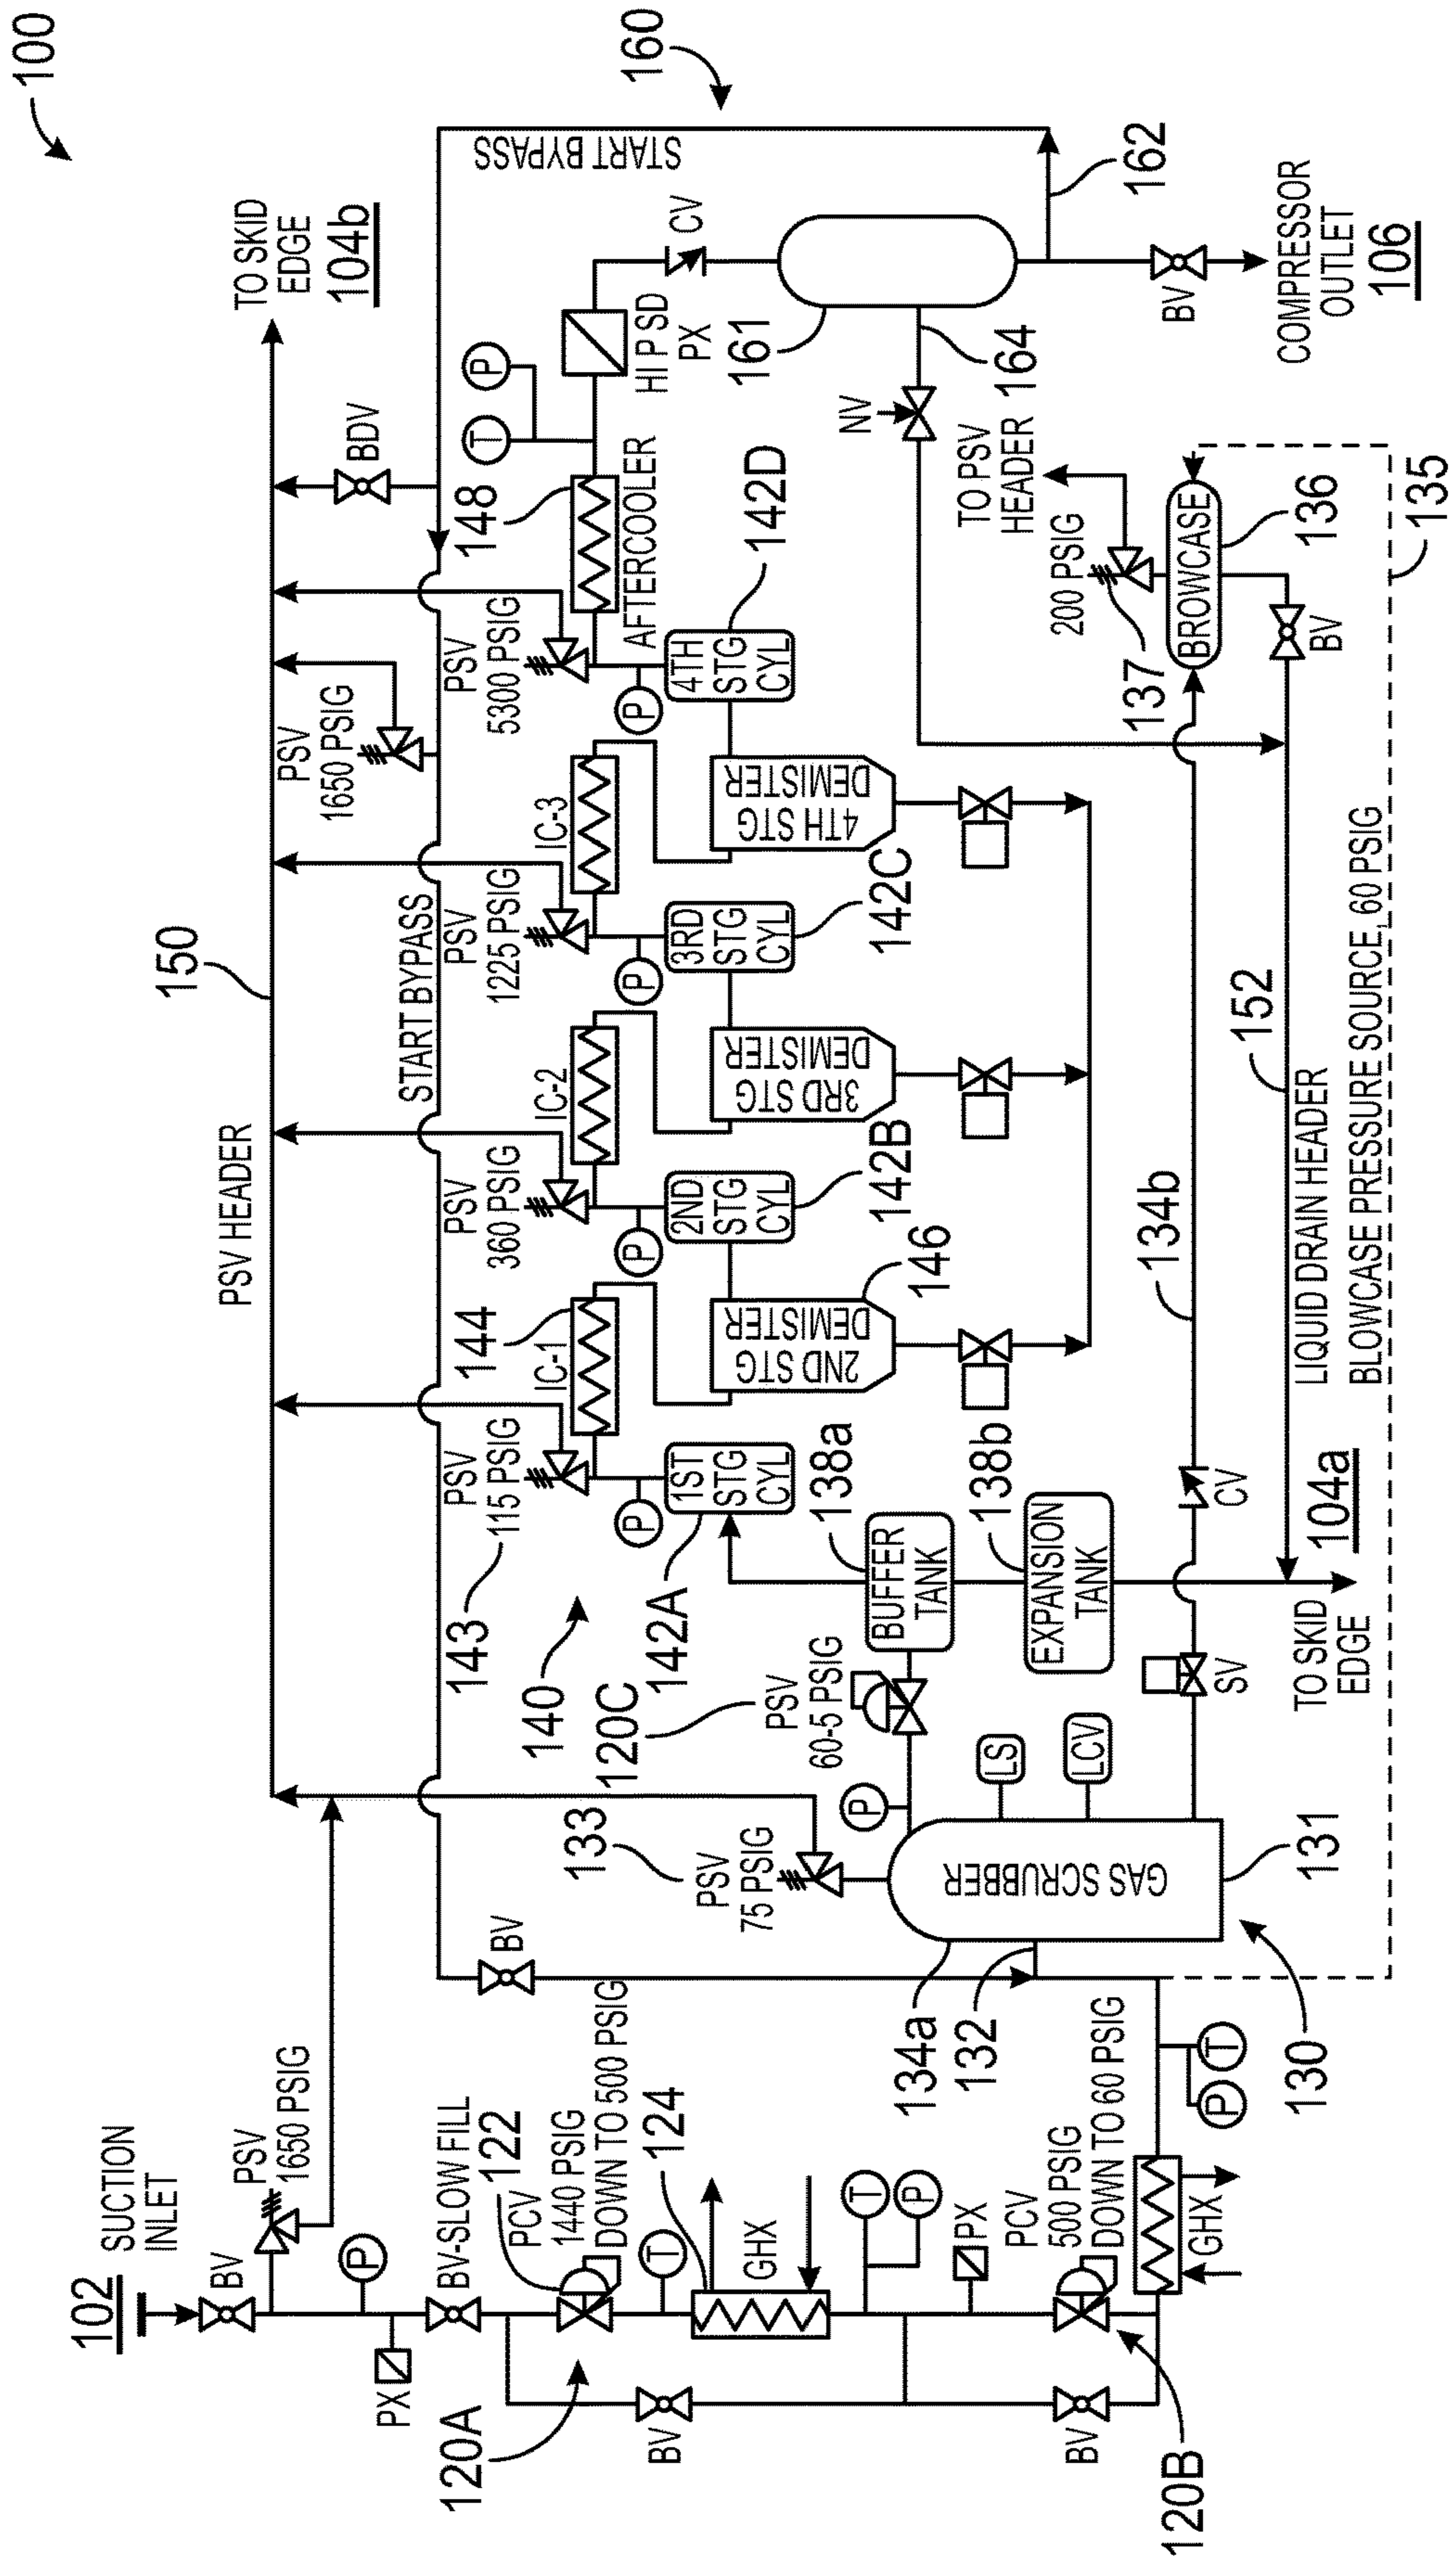 100
102
SUCTION
INLET
BV
PSV
1650 PSIG
P
PX
BV-SLOW FILL
122
PCV
1440 PSIG
DOWN TO 500 PSIG
120A
T
124
GHX
BV
T
P
PX
PCV
500 PSIG
DOWN TO 60 PSIG
BV
120B
GHX
P
T
BV
PSV HEADER
150
TO SKID
EDGE
104b
START BYPASS
PSV
1650 PSIG
BDV
START BYPASS
160
133
PSV
75 PSIG
134a
132
GAS SCRUBBER
130
131
P
LS
LCV
120C
PSV
60-5 PSIG
BUFFER
TANK
138a
EXPANSION
TANK
138b
SV
CV
134b
TO SKID
EDGE
104a
140
143
PSV
115 PSIG
P
1ST
STG
CYL
142A
IC-1
144
2ND STG
DEMISTER
146
PSV
360 PSIG
P
2ND
STG
CYL
142B
IC-2
3RD STG
DEMISTER
PSV
1225 PSIG
P
3RD
STG
CYL
142C
IC-3
4TH STG
DEMISTER
PSV
5300 PSIG
P
4TH
STG
CYL
142D
AFTERCOOLER
148
T
P
HI P SD
PX
CV
161
162
164
NV
BV
COMPRESSOR
OUTLET
106
TO PSV
HEADER
200 PSIG
137
BROWCASE
136
BV
152
LIQUID DRAIN HEADER
BLOWCASE PRESSURE SOURCE, 60 PSIG
135